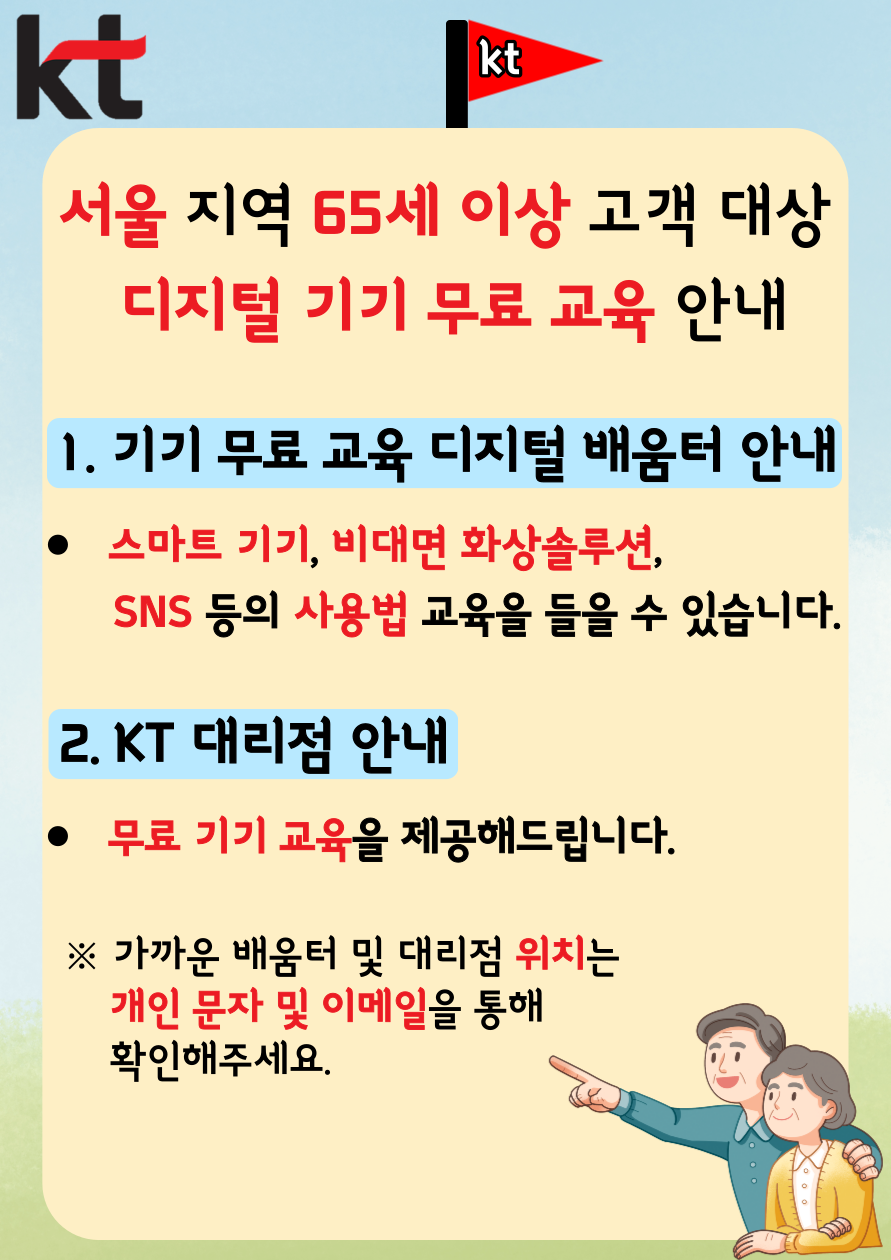 kt
kt
서울 지역 65세 이상 고객 대상
디지털 기기 무료 교육 안내
1. 기기 무료 교육 디지털 배움터 안내
● 스마트 기기, 비대면 화상솔루션,
SNS 등의 사용법 교육을 들을 수 있습니다.
2. KT 대리점 안내
● 무료 기기 교육을 제공해드립니다.
※ 가까운 배움터 및 대리점 위치는
개인 문자 및 이메일을 통해
확인해주세요.